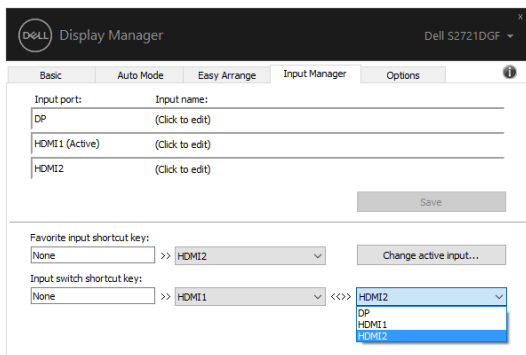 DELL Display Manager Dell S2721DGF
x
Basic Auto Mode Easy Arrange Input Manager Options i
Input port: Input name:
DP (Click to edit)
HDMI1 (Active) (Click to edit)
HDMI2 (Click to edit)
Save
Favorite input shortcut key:
None >> HDMI2 Change active input...
Input switch shortcut key:
None >> HDMI1 <<>> HDMI2
DP
HDMI1
HDMI2